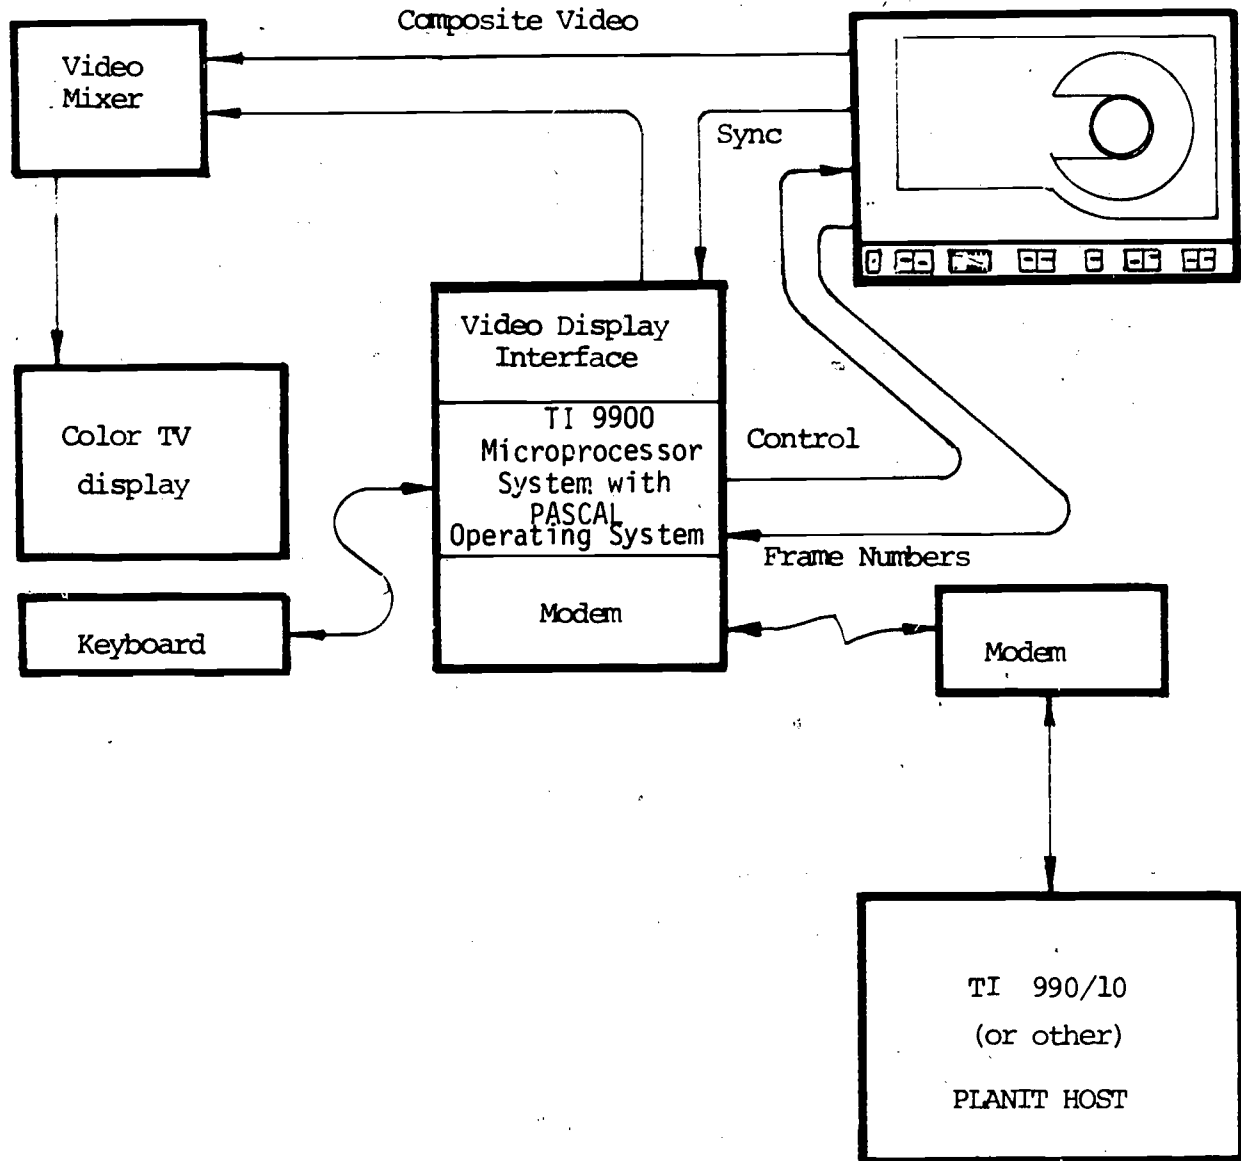 Composite Video
Video
Mixer
Sync
Video Display
Interface
TI 9900
Microprocessor
System with
PASCAL
Operating System
Control
Color TV
display
Frame Numbers
Keyboard
Modem
Modem
TI 990/10
(or other)
PLANIT HOST